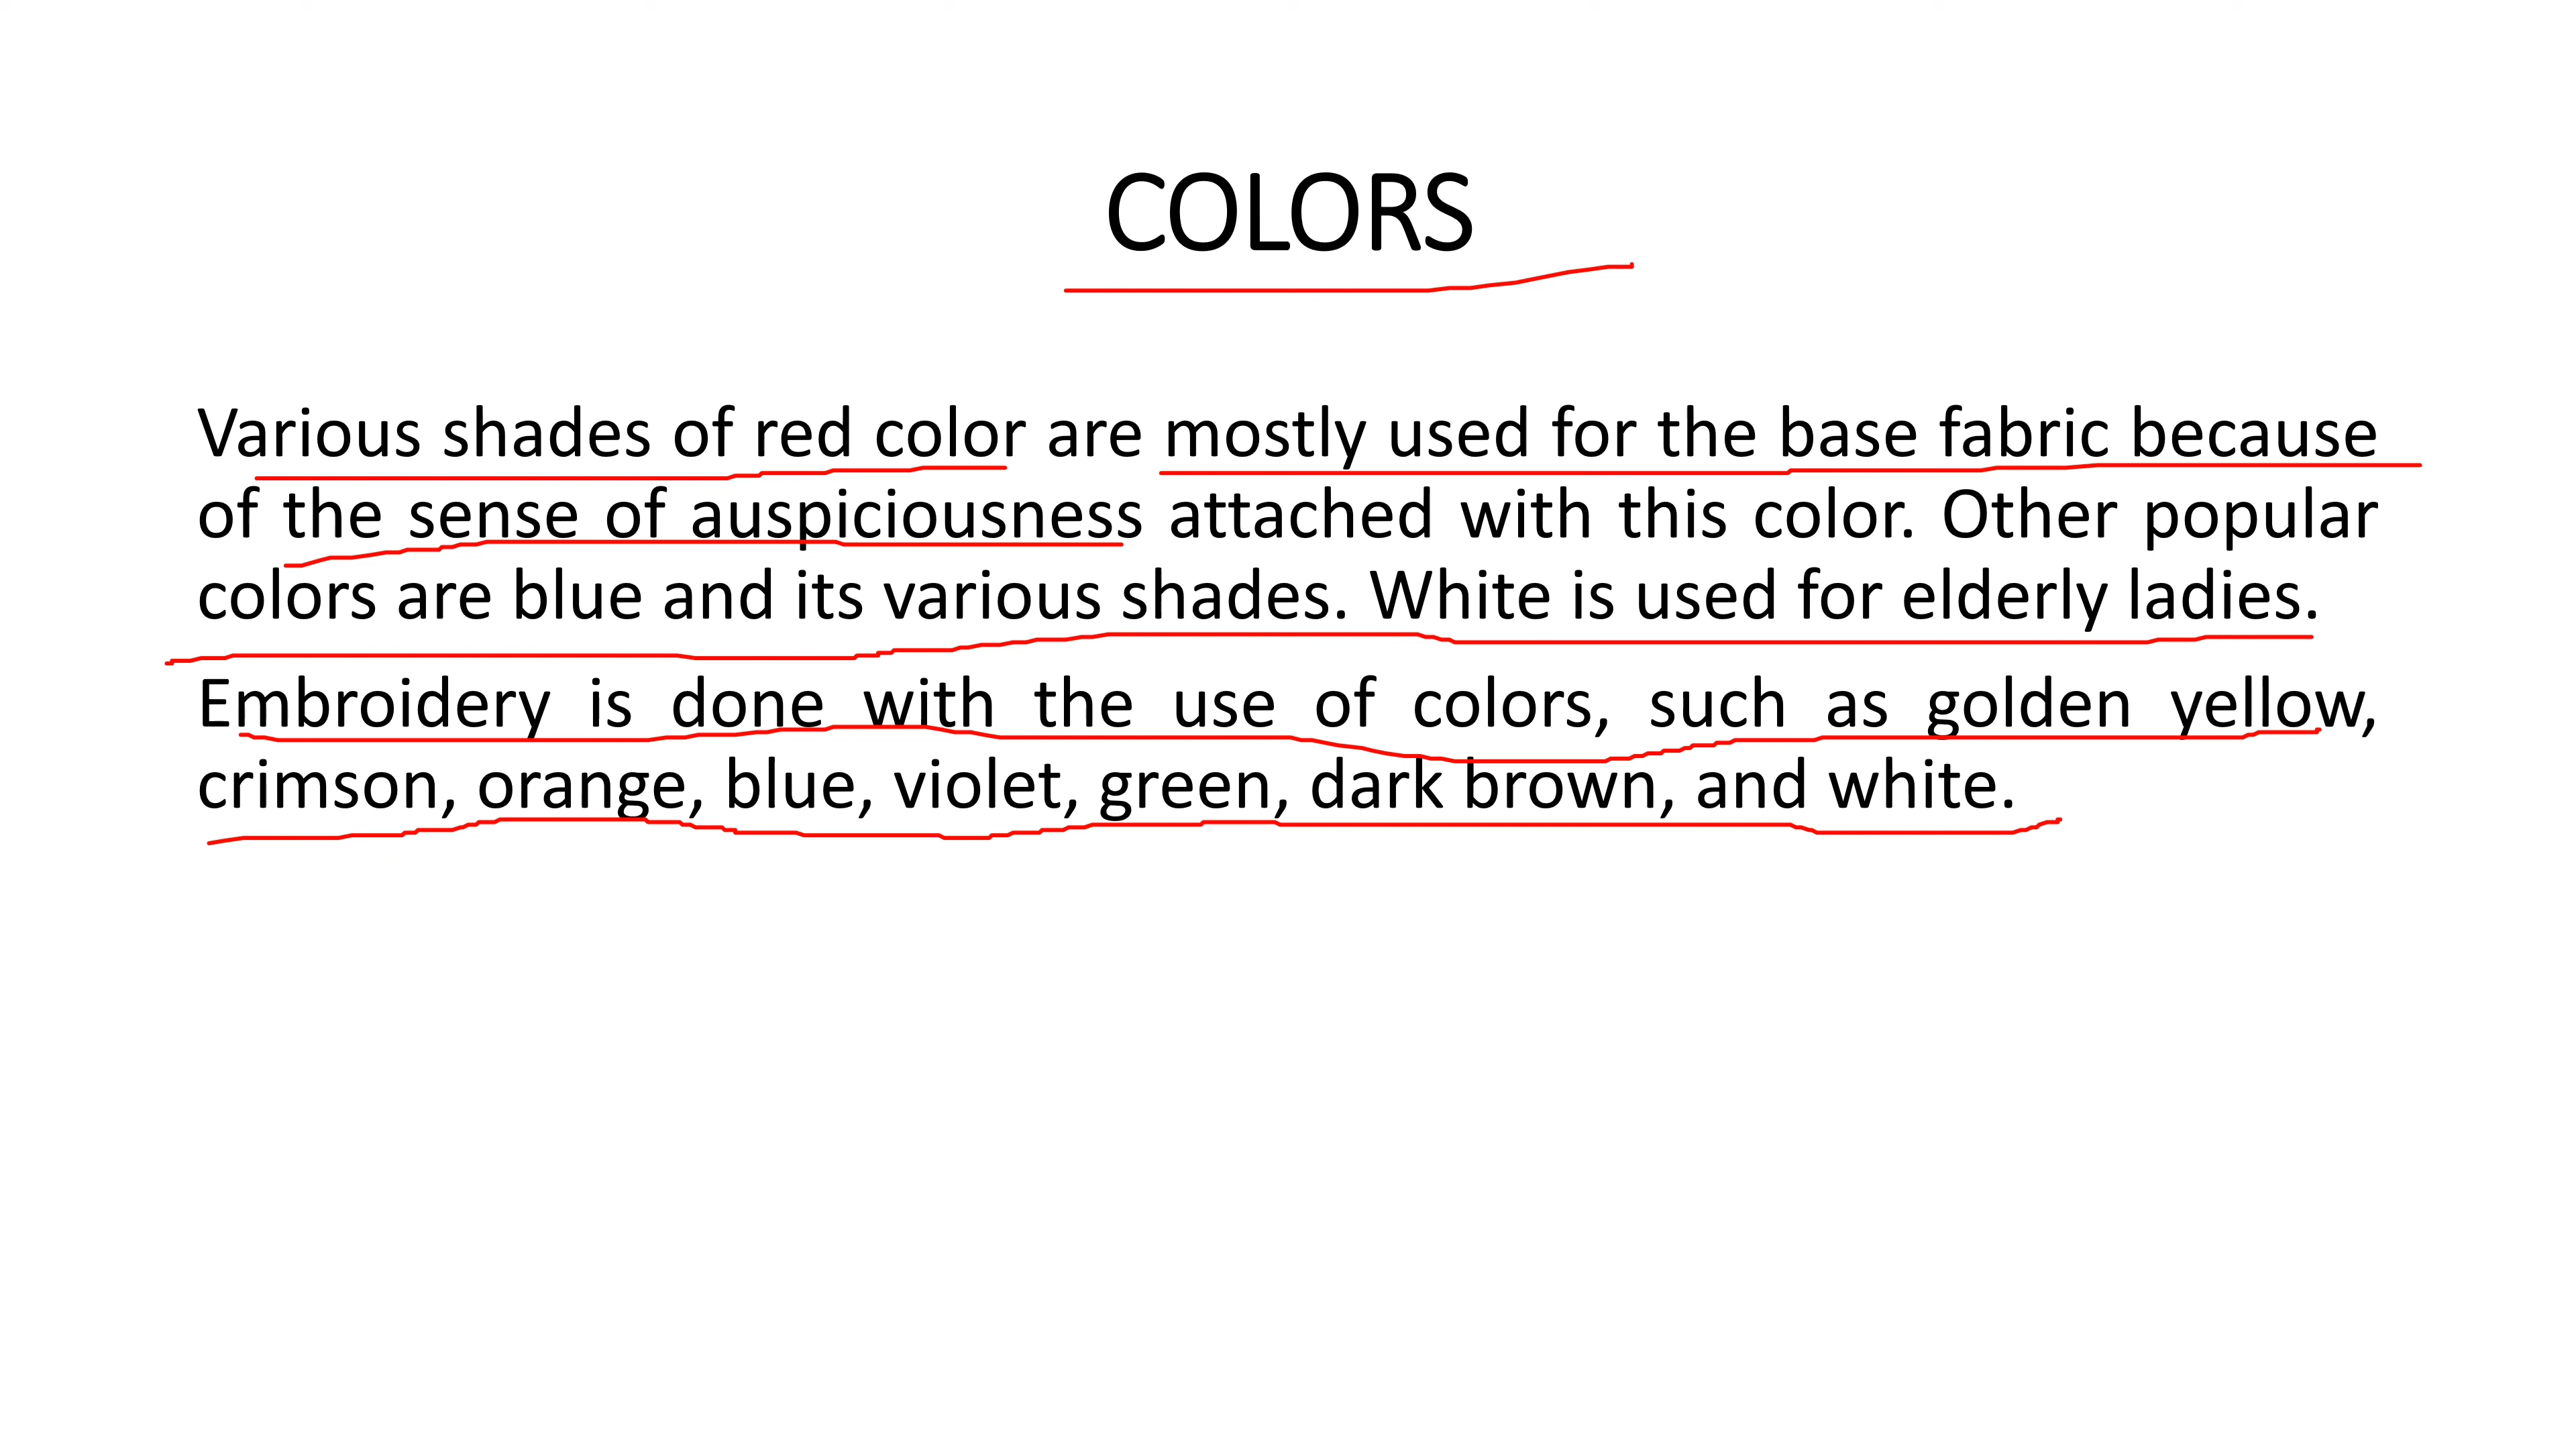 COLORS
Various shades of red color are mostly used for the base fabric because
of the sense of auspiciousness attached with this color. Other popular
colors are blue and its various shades. White is used for elderly ladies.
Embroidery is done with the use of colors, such as golden yellow,
crimson, orange, blue, violet, green, dark brown, and white.